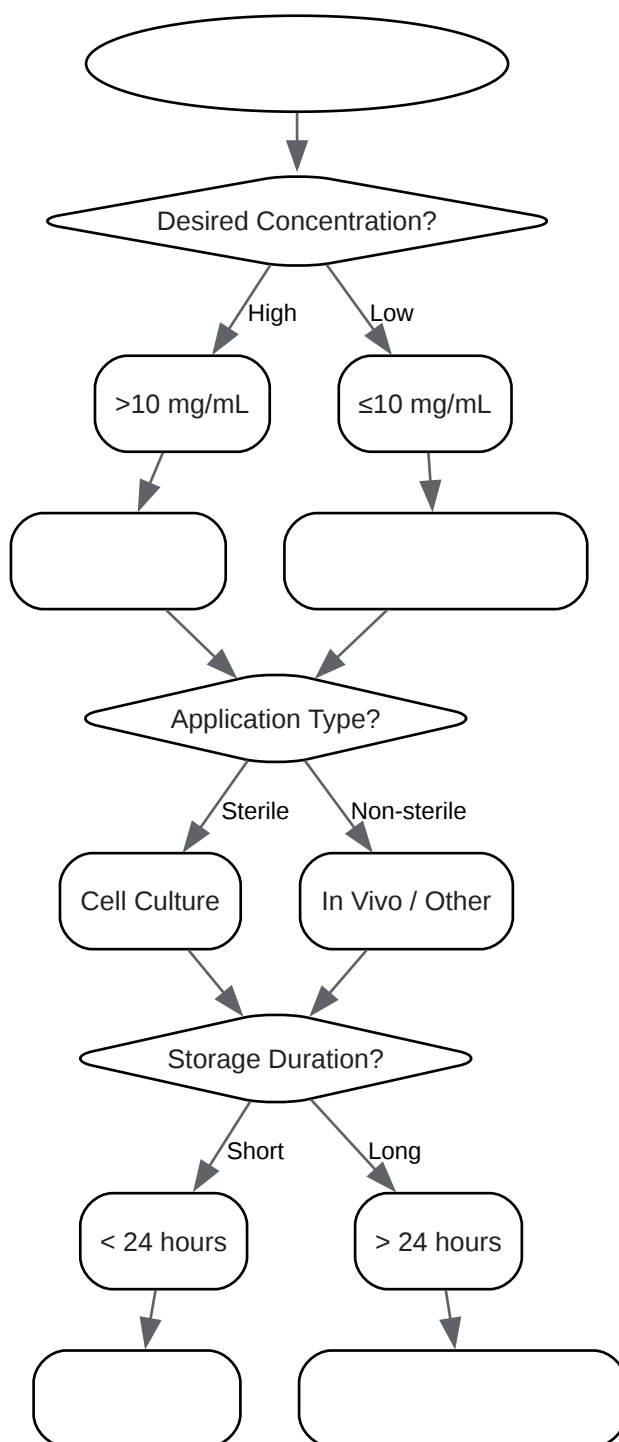 Desired Concentration?
High
Low
>10 mg/mL
≤10 mg/mL
Application Type?
Sterile
Non-sterile
Cell Culture
In Vivo / Other
Storage Duration?
Short
Long
< 24 hours
> 24 hours